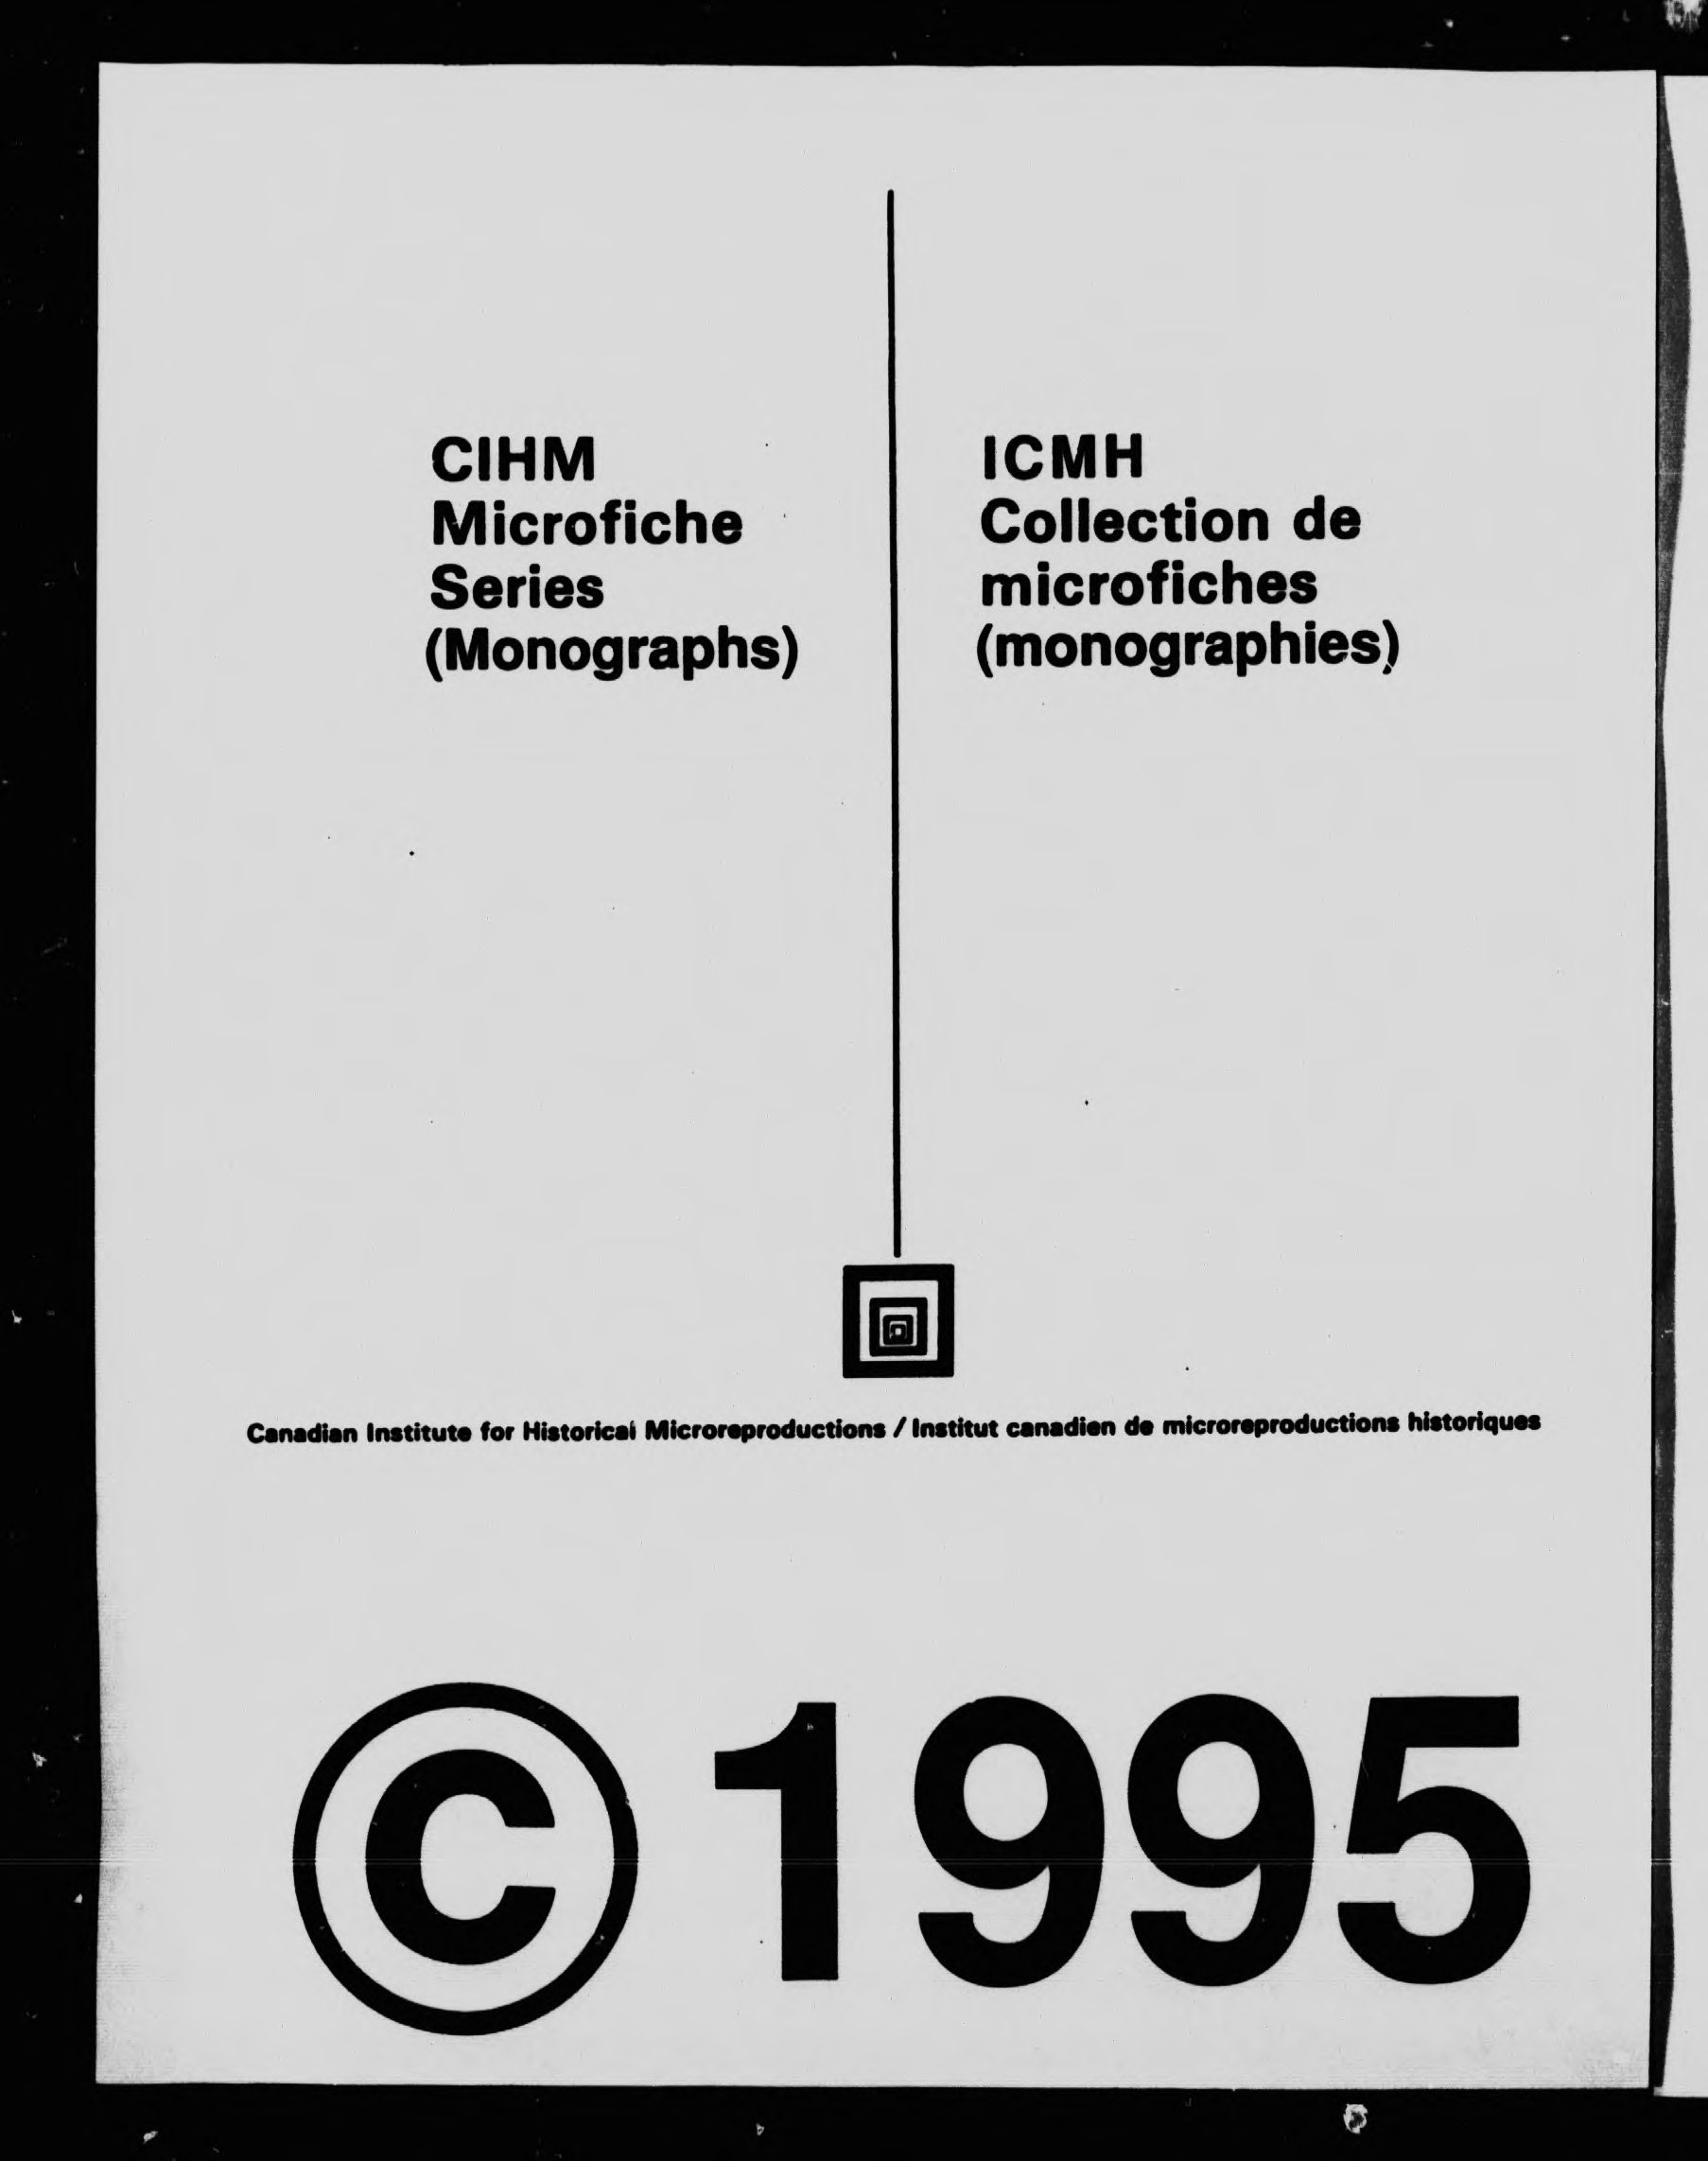 CIHM
Microfiche
Series
(Monographs)
ICMH
Collection de
microfiches
(monographies)
Canadian Institute for Historical Microreproductions / Institut canadien de microreproductions historiques
© 1995